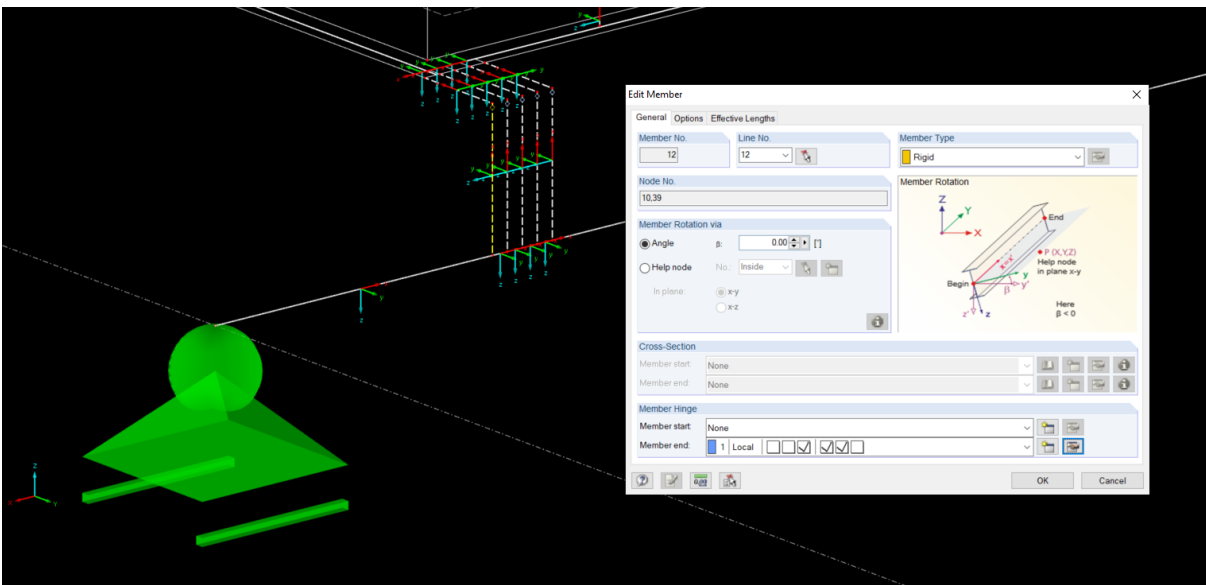 Edit Member
General Options Effective Lengths
Member No. Line No. Member Type
12 12 Rigid
Node No. Member Rotation
10,39
Member Rotation via
Angle β: 0.00 [°]
Help node No.: Inside
In plane: x-y
x-z
Z
Y
X
End
P (X,Y,Z)
Help node
in plane x-y
x=x'
Begin
y
β y'
z' z
Here
β < 0
Cross-Section
Member start: None
Member end: None
Member Hinge
Member start: None
Member end: 1 Local
0.00
OK Cancel
y
z
z
X
Y